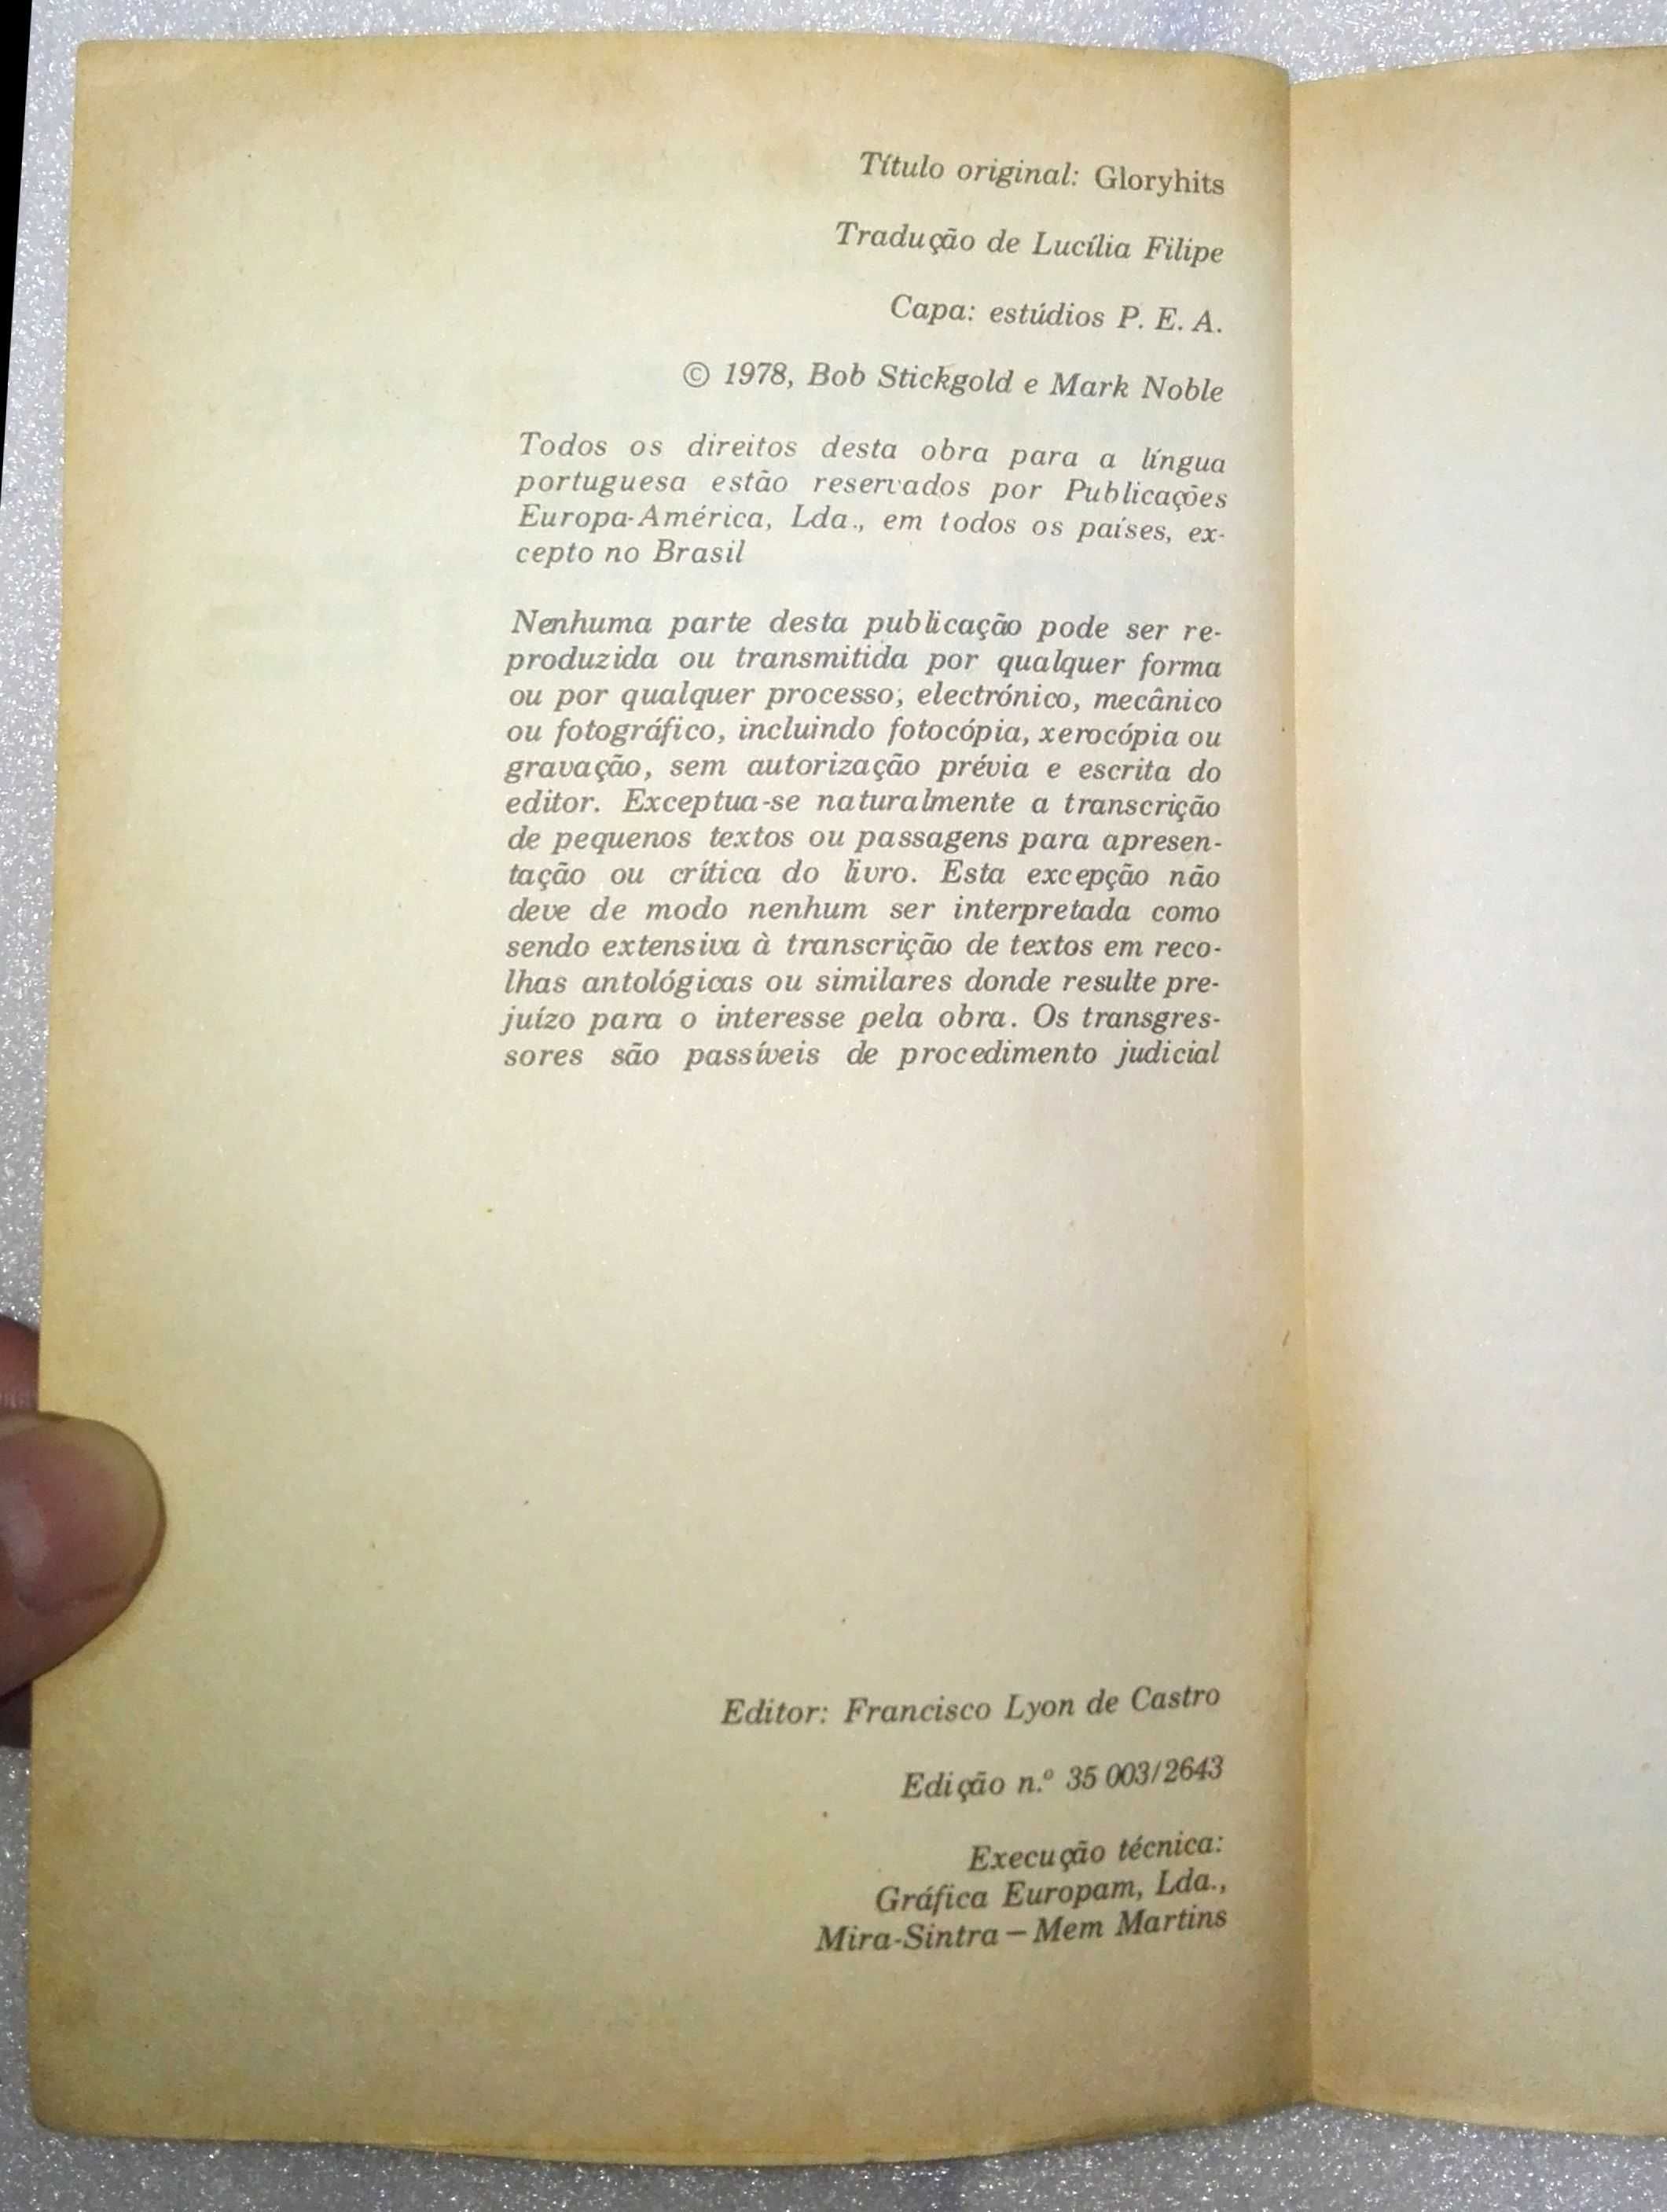 Título original: Gloryhits
Tradução de Lucília Filipe
Capa: estúdios P. E. A.
© 1978, Bob Stickgold e Mark Noble
Todos os direitos desta obra para a língua
portuguesa estão reservados por Publicações
Europa-América, Lda., em todos os países, ex-
cepto no Brasil
Nenhuma parte desta publicação pode ser re-
produzida ou transmitida por qualquer forma
ou por qualquer processo, electrónico, mecânico
ou fotográfico, incluindo fotocópia, xerocópia ou
gravação, sem autorização prévia e escrita do
editor. Exceptua-se naturalmente a transcrição
de pequenos textos ou passagens para apresen-
tação ou crítica do livro. Esta excepção não
deve de modo nenhum ser interpretada como
sendo extensiva à transcrição de textos em reco-
lhas antológicas ou similares donde resulte pre-
juízo para o interesse pela obra. Os transgres-
sores são passíveis de procedimento judicial
Editor: Francisco Lyon de Castro
Edição n.º 35 003/2643
Execução técnica:
Gráfica Europam, Lda.,
Mira-Sintra — Mem Martins